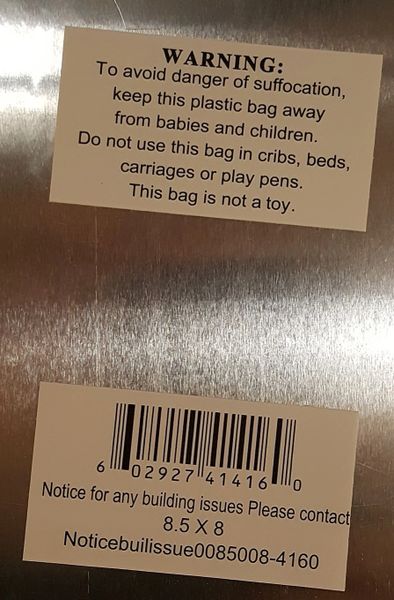 WARNING:
To avoid danger of suffocation,
keep this plastic bag away
from babies and children.
Do not use this bag in cribs, beds,
carriages or play pens.
This bag is not a toy.
6 02927 41416 0
Notice for any building issues Please contact
8.5 X 8
Noticebuilissue0085008-4160